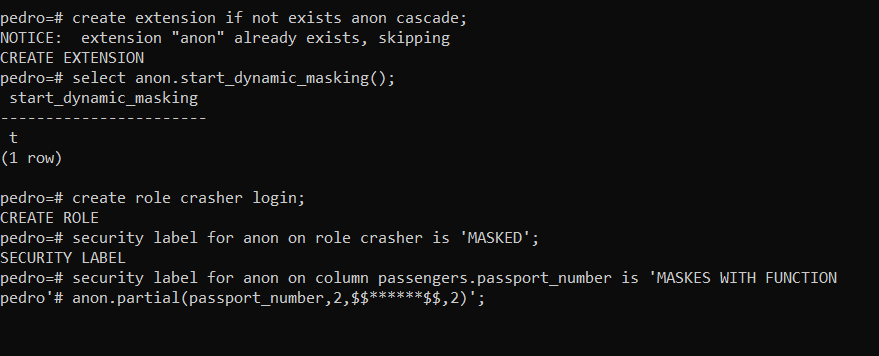 pedro=# create extension if not exists anon cascade;
NOTICE:  extension "anon" already exists, skipping
CREATE EXTENSION
pedro=# select anon.start_dynamic_masking();
 start_dynamic_masking
-----------------------
 t
(1 row)

pedro=# create role crasher login;
CREATE ROLE
pedro=# security label for anon on role crasher is 'MASKED';
SECURITY LABEL
pedro=# security label for anon on column passengers.passport_number is 'MASKES WITH FUNCTION
pedro'# anon.partial(passport_number,2,$$******$$,2)';